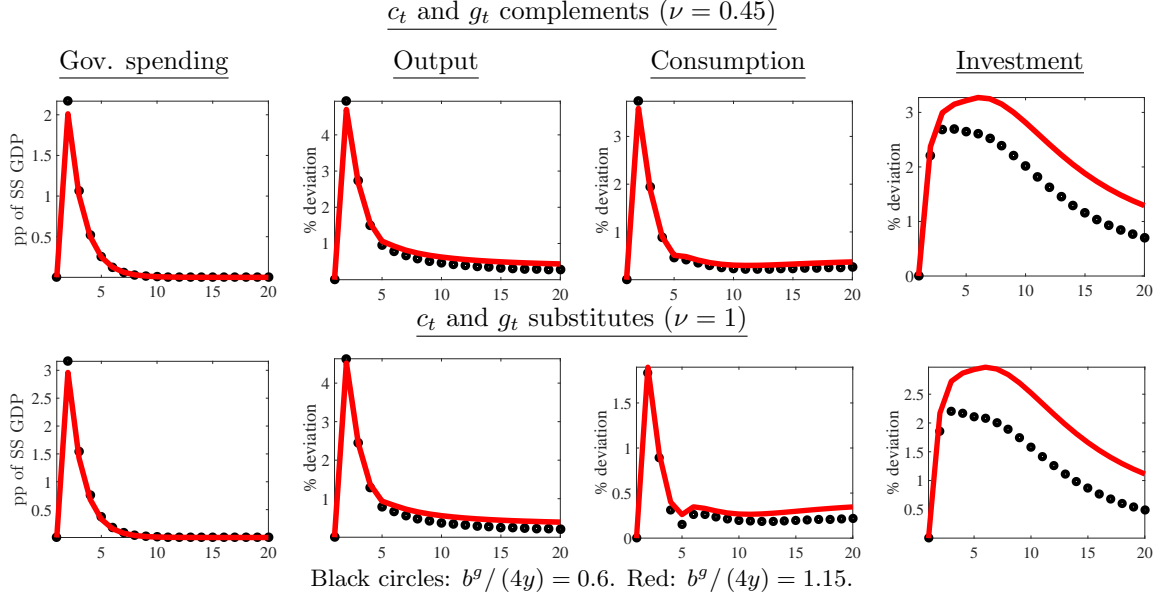 c_t and g_t complements (ν = 0.45)
Gov. spending Output Consumption Investment
pp of SS GDP
2
1.5
1
0.5
5 10 15 20
% deviation
4
3
2
1
5 10 15 20
% deviation
3
2
1
5 10 15 20
% deviation
3
2
1
0
5 10 15 20
c_t and g_t substitutes (ν = 1)
pp of SS GDP
3
2.5
2
1.5
1
0.5
5 10 15 20
% deviation
4
3
2
1
5 10 15 20
% deviation
1.5
1
0.5
0
5 10 15 20
% deviation
2.5
2
1.5
1
0.5
5 10 15 20
Black circles: b^g / (4y) = 0.6. Red: b^g / (4y) = 1.15.